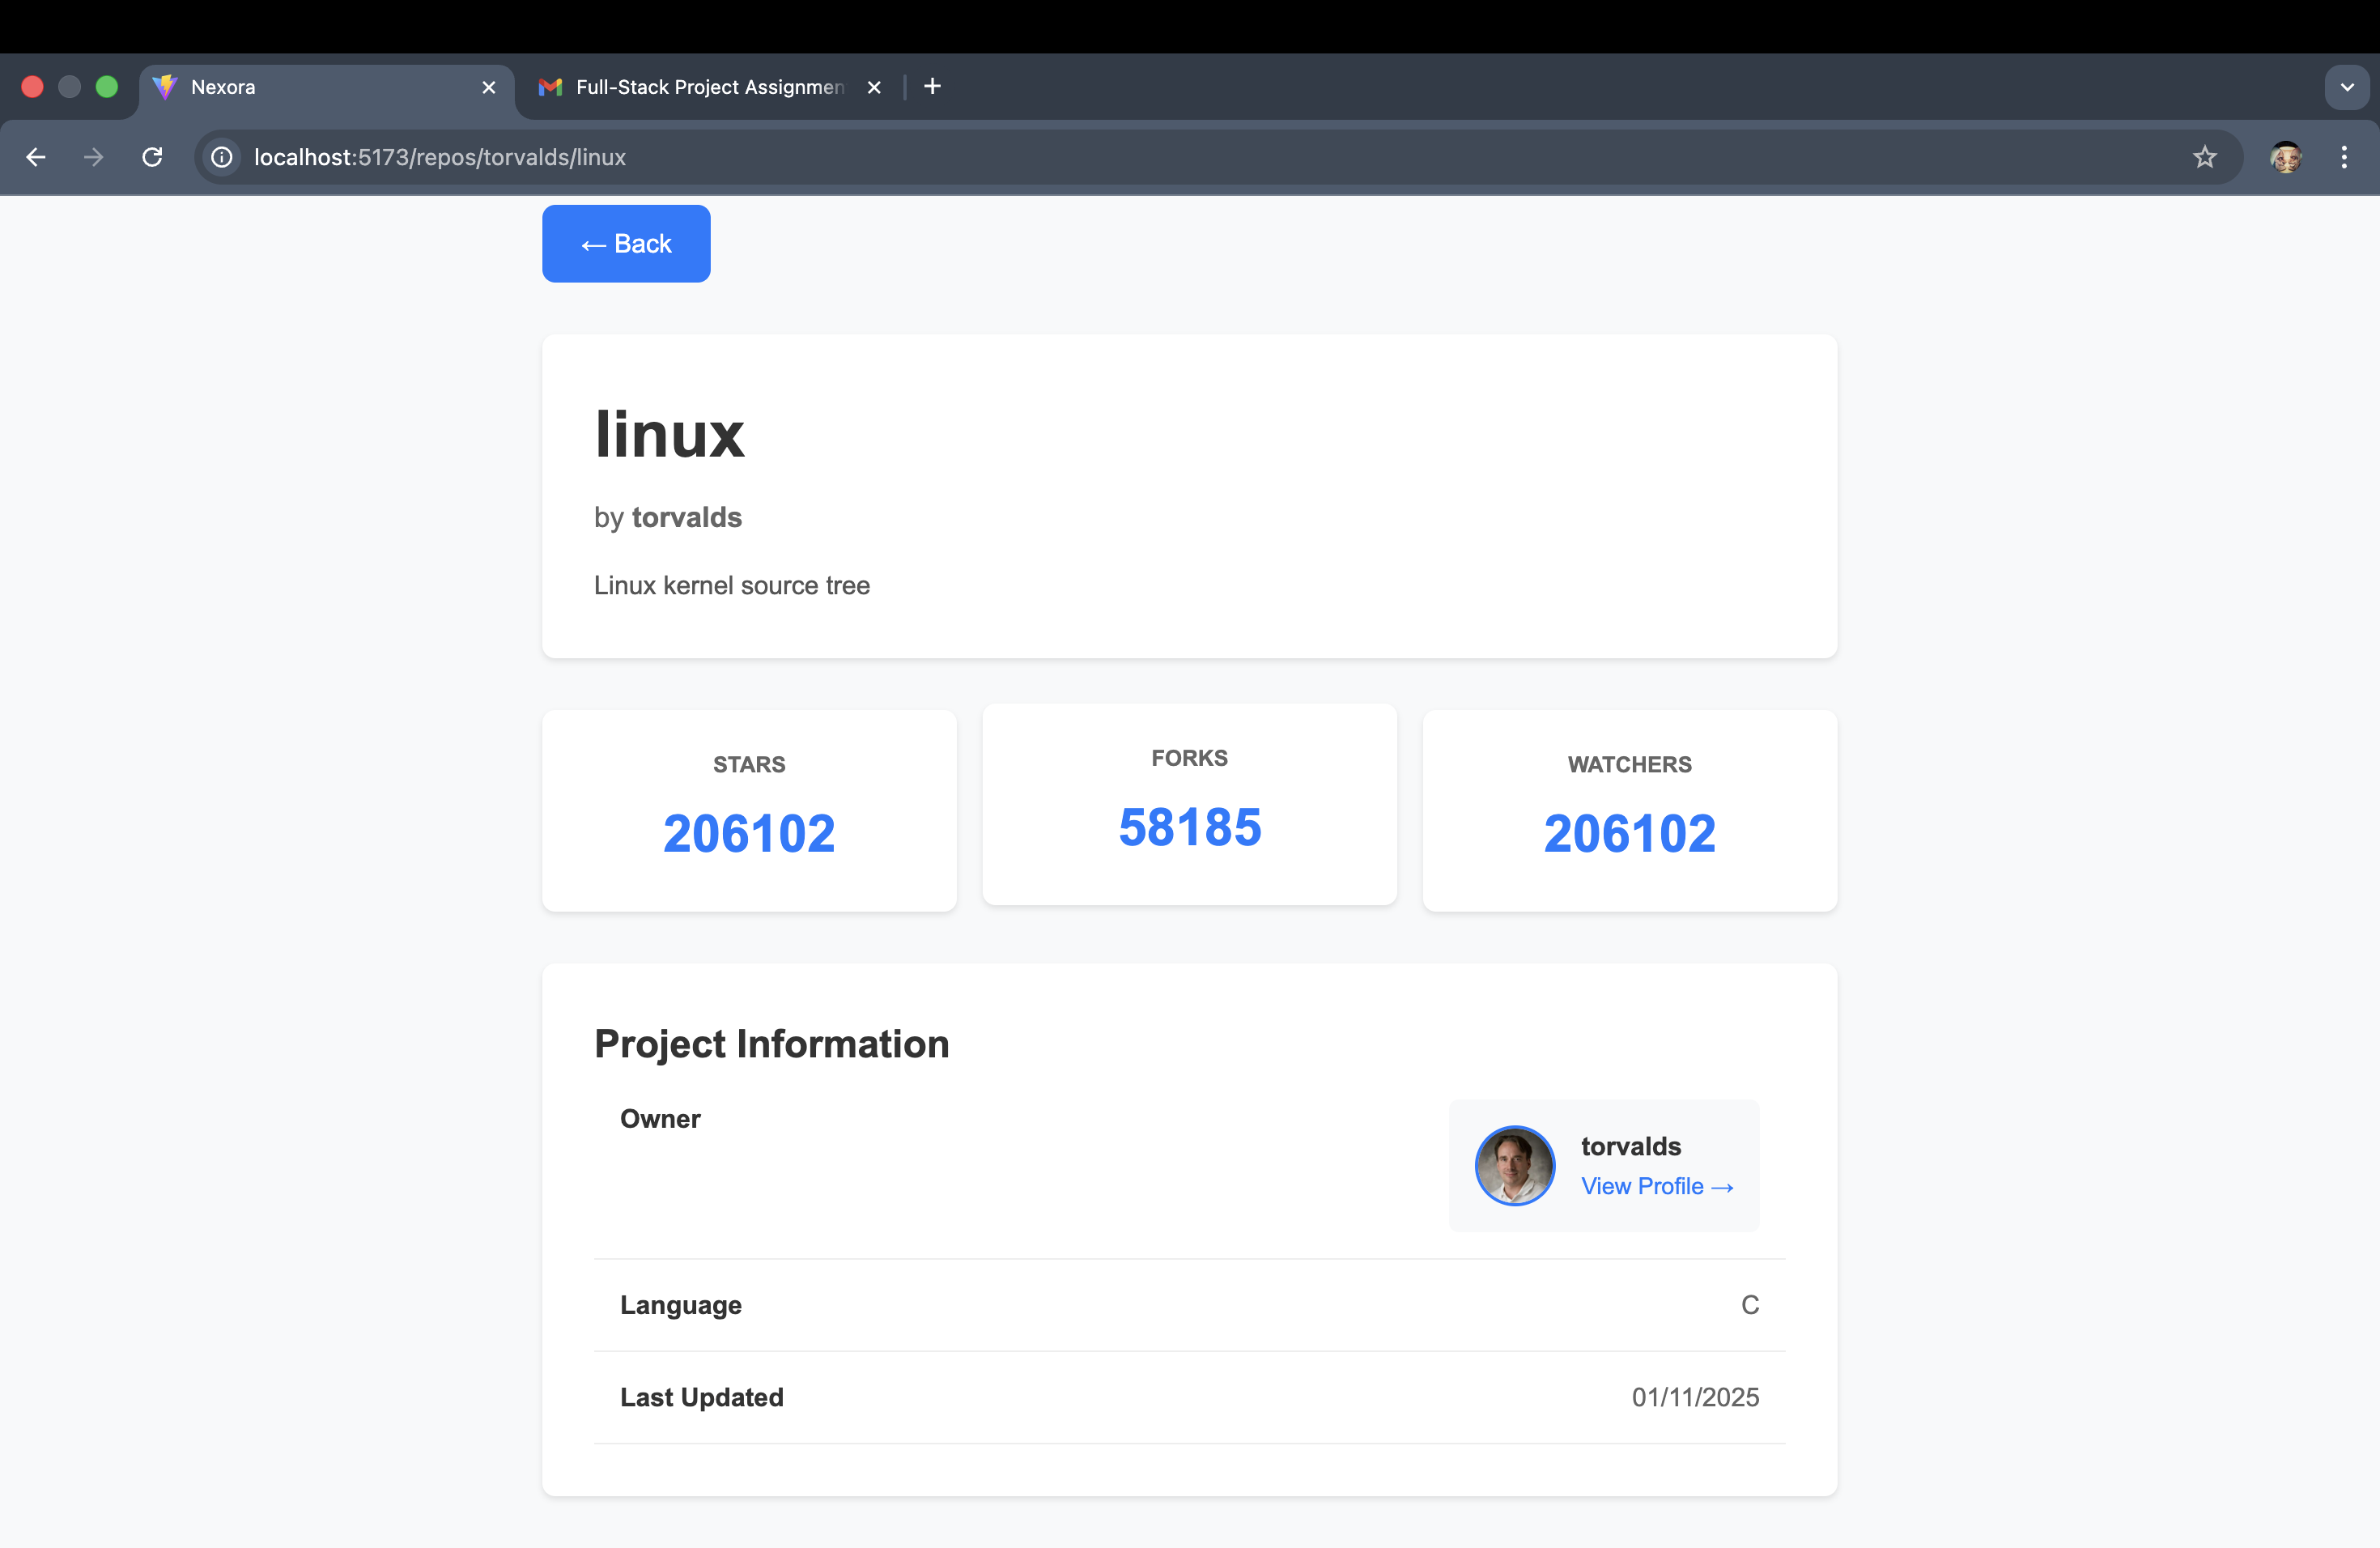 Nexora
Full-Stack Project Assignmen
localhost:5173/repos/torvalds/linux
← Back
linux
by torvalds
Linux kernel source tree
STARS
206102
FORKS
58185
WATCHERS
206102
Project Information
Owner
torvalds
View Profile →
Language
C
Last Updated
01/11/2025